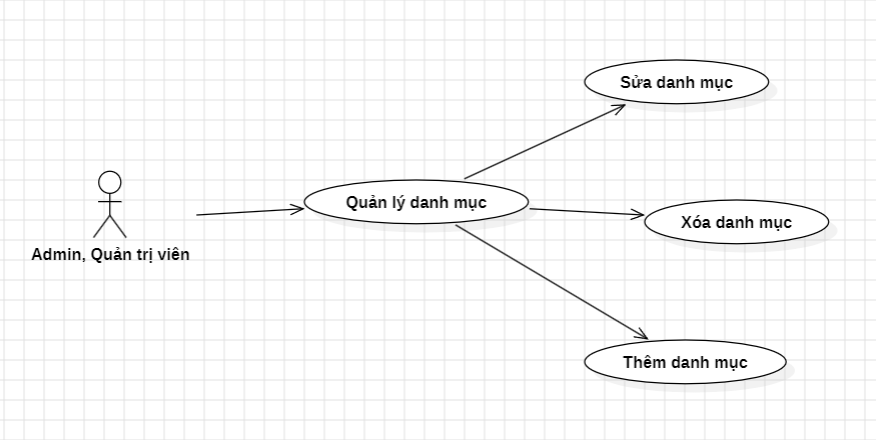 Sửa danh mục
Quản lý danh mục
Xóa danh mục
Admin, Quản trị viên
Thêm danh mục